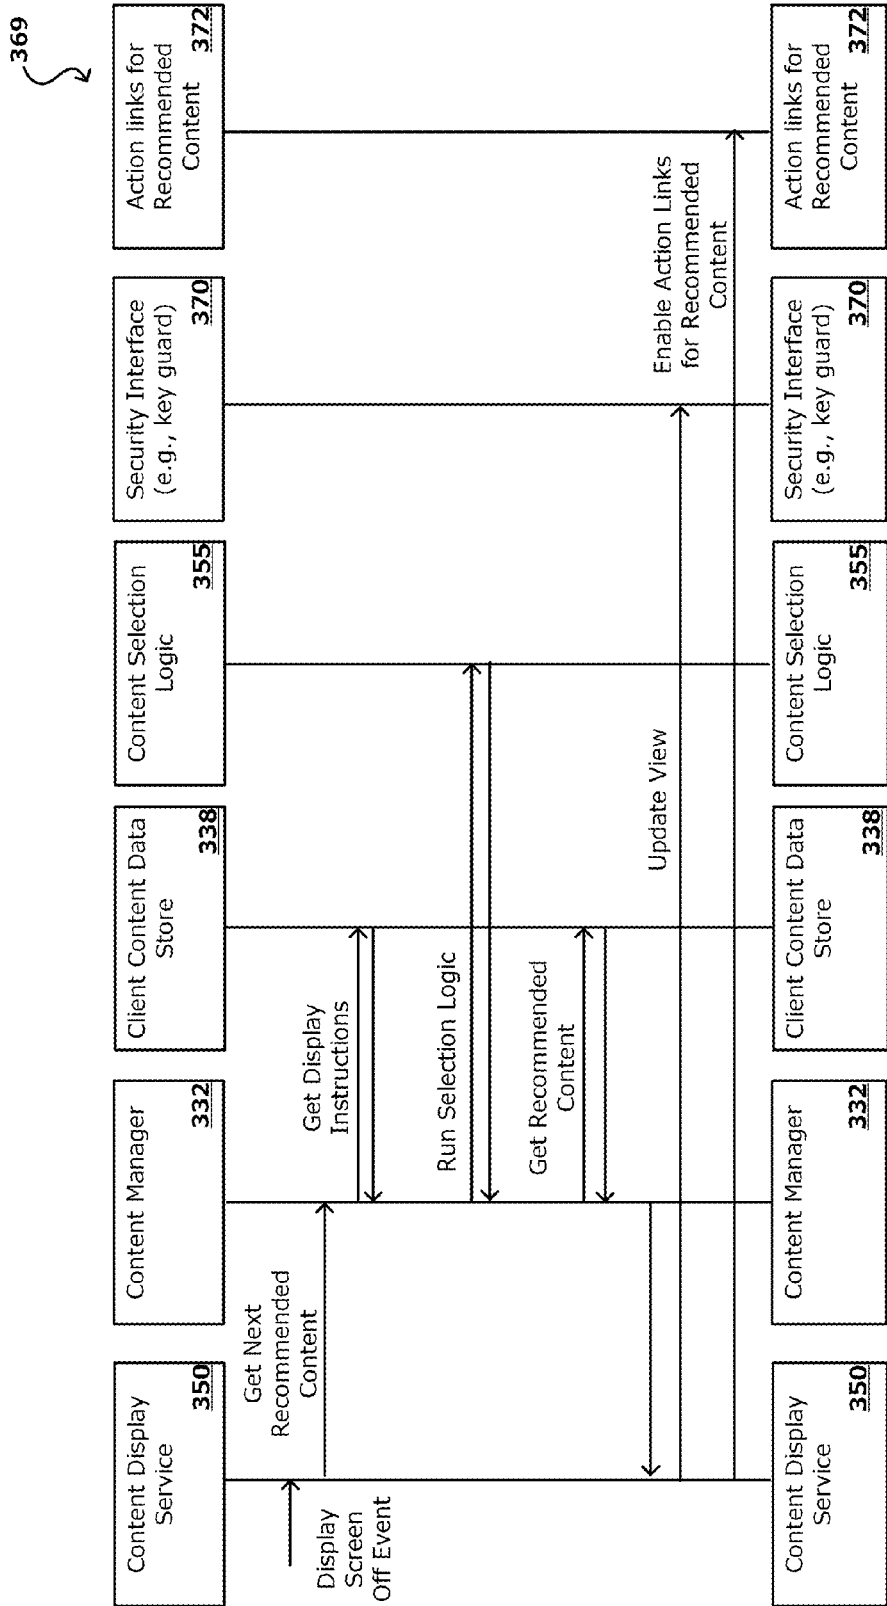 369
Content Display
Service
350
Content Manager
332
Client Content Data
Store
338
Content Selection
Logic
355
Security Interface
(e.g., key guard)
370
Action links for
Recommended
Content
372
Display
Screen
Off Event
Get Next
Recommended
Content
Get Display
Instructions
Run Selection Logic
Get Recommended
Content
Update View
Enable Action Links
for Recommended
Content
Content Display
Service
350
Content Manager
332
Client Content Data
Store
338
Content Selection
Logic
355
Security Interface
(e.g., key guard)
370
Action links for
Recommended
Content
372